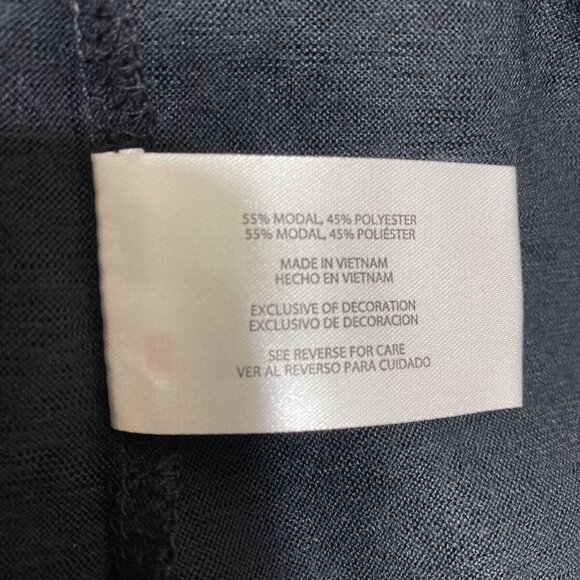 55% MODAL, 45% POLYESTER
55% MODAL, 45% POLIÉSTER
MADE IN VIETNAM
HECHO EN VIETNAM
EXCLUSIVE OF DECORATION
EXCLUSIVO DE DECORACION
SEE REVERSE FOR CARE
VER AL REVERSO PARA CUIDADO